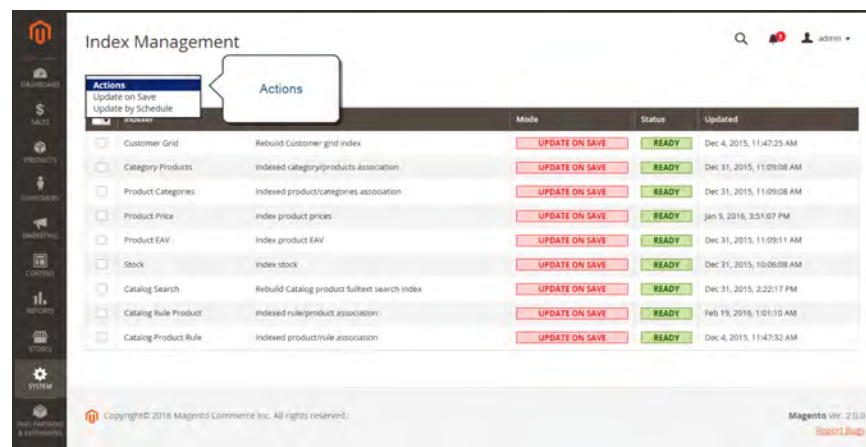 Index Management
1
admin
DASHBOARD
SALES
PRODUCTS
CUSTOMERS
MARKETING
CONTENT
REPORTS
STORES
SYSTEM
FIND PARTNERS
& EXTENSIONS
Actions
Update on Save
Update by Schedule
Actions
Indexer Mode Status Updated
Customer Grid Rebuild Customer grid index UPDATE ON SAVE READY Dec 4, 2015, 11:47:25 AM
Category Products Indexed category/products association UPDATE ON SAVE READY Dec 31, 2015, 11:09:08 AM
Product Categories Indexed product/categories association UPDATE ON SAVE READY Dec 31, 2015, 11:09:08 AM
Product Price Index product prices UPDATE ON SAVE READY Jan 9, 2016, 3:51:07 PM
Product EAV Index product EAV UPDATE ON SAVE READY Dec 31, 2015, 11:09:11 AM
Stock Index stock UPDATE ON SAVE READY Dec 31, 2015, 10:06:08 AM
Catalog Search Rebuild Catalog product fulltext search index UPDATE ON SAVE READY Dec 31, 2015, 2:22:17 PM
Catalog Rule Product Indexed rule/product association UPDATE ON SAVE READY Feb 19, 2016, 1:01:10 AM
Catalog Product Rule Indexed product/rule association UPDATE ON SAVE READY Dec 4, 2015, 11:47:32 AM
Copyright© 2016 Magento Commerce Inc. All rights reserved.
Magento ver. 2.0.0
Report Bugs